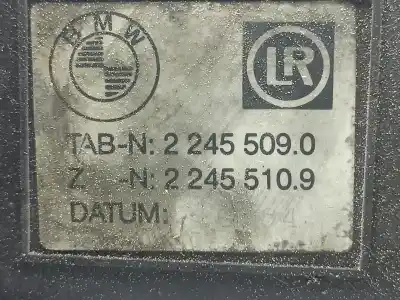 BMW
LR
TAB-N: 2 245 509.0
Z -N: 2 245 510.9
DATUM: